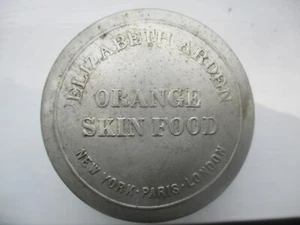 ELIZABETH ARDEN
ORANGE
SKIN FOOD
NEW YORK · PARIS · LONDON